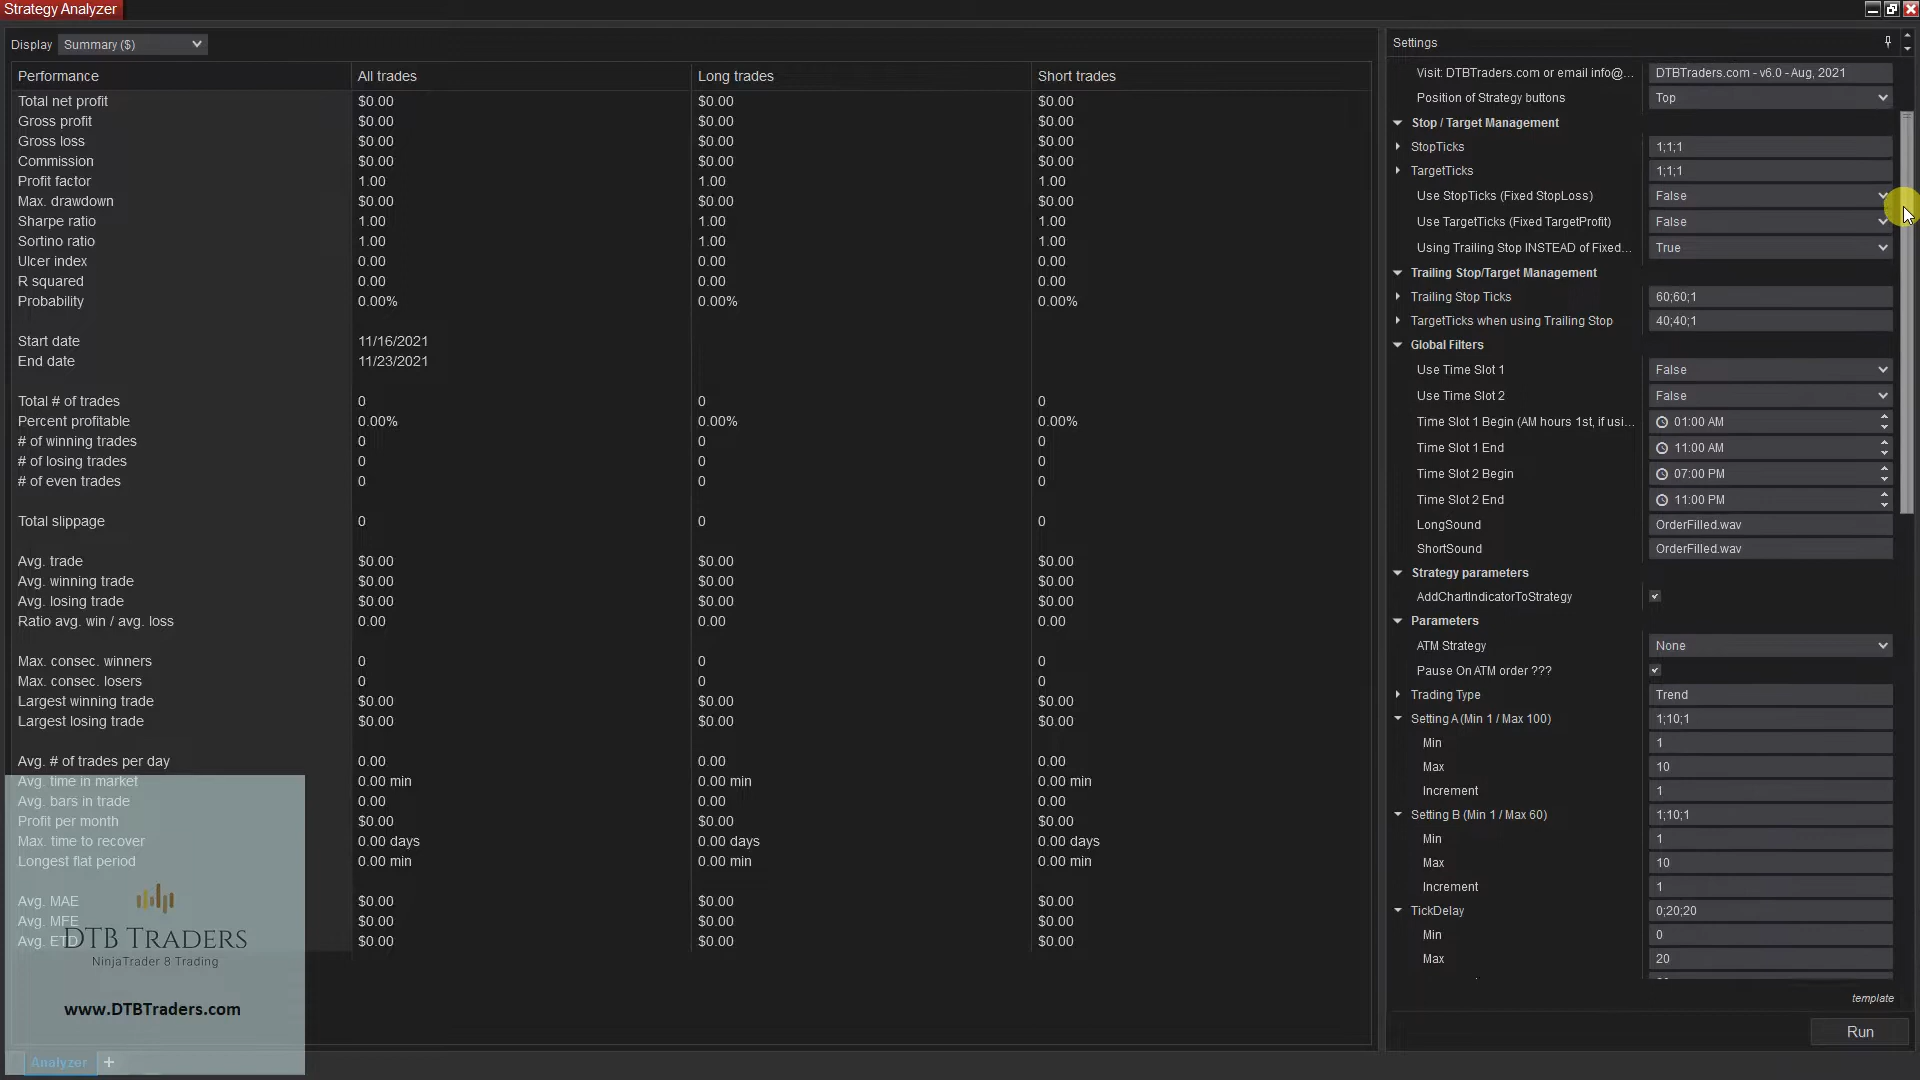 Strategy Analyzer
Display Summary ($)
Performance All trades Long trades Short trades
Total net profit $0.00 $0.00 $0.00
Gross profit $0.00 $0.00 $0.00
Gross loss $0.00 $0.00 $0.00
Commission $0.00 $0.00 $0.00
Profit factor 1.00 1.00 1.00
Max. drawdown $0.00 $0.00 $0.00
Sharpe ratio 1.00 1.00 1.00
Sortino ratio 1.00 1.00 1.00
Ulcer index 0.00 0.00 0.00
R squared 0.00 0.00 0.00
Probability 0.00% 0.00% 0.00%
Start date 11/16/2021
End date 11/23/2021
Total # of trades 0 0 0
Percent profitable 0.00% 0.00% 0.00%
# of winning trades 0 0 0
# of losing trades 0 0 0
# of even trades 0 0 0
Total slippage 0 0 0
Avg. trade $0.00 $0.00 $0.00
Avg. winning trade $0.00 $0.00 $0.00
Avg. losing trade $0.00 $0.00 $0.00
Ratio avg. win / avg. loss 0.00 0.00 0.00
Max. consec. winners 0 0 0
Max. consec. losers 0 0 0
Largest winning trade $0.00 $0.00 $0.00
Largest losing trade $0.00 $0.00 $0.00
Avg. # of trades per day 0.00 0.00 0.00
Avg. time in market 0.00 min 0.00 min 0.00 min
Avg. bars in trade 0.00 0.00 0.00
Profit per month $0.00 $0.00 $0.00
Max. time to recover 0.00 days 0.00 days 0.00 days
Longest flat period 0.00 min 0.00 min 0.00 min
Avg. MAE $0.00 $0.00 $0.00
Avg. MFE $0.00 $0.00 $0.00
Avg. ETD $0.00 $0.00 $0.00
DTB TRADERS
NinjaTrader 8 Trading
www.DTBTraders.com
Analyzer +
Settings
Visit: DTBTraders.com or email info@... DTBTraders.com - v6.0 - Aug, 2021
Position of Strategy buttons Top
Stop / Target Management
StopTicks 1;1;1
TargetTicks 1;1;1
Use StopTicks (Fixed StopLoss) False
Use TargetTicks (Fixed TargetProfit) False
Using Trailing Stop INSTEAD of Fixed... True
Trailing Stop/Target Management
Trailing Stop Ticks 60;60;1
TargetTicks when using Trailing Stop 40;40;1
Global Filters
Use Time Slot 1 False
Use Time Slot 2 False
Time Slot 1 Begin (AM hours 1st, if usi... 01:00 AM
Time Slot 1 End 11:00 AM
Time Slot 2 Begin 07:00 PM
Time Slot 2 End 11:00 PM
LongSound OrderFilled.wav
ShortSound OrderFilled.wav
Strategy parameters
AddChartIndicatorToStrategy
Parameters
ATM Strategy None
Pause On ATM order ???
Trading Type Trend
Setting A (Min 1 / Max 100) 1;10;1
Min 1
Max 10
Increment 1
Setting B (Min 1 / Max 60) 1;10;1
Min 1
Max 10
Increment 1
TickDelay 0;20;20
Min 0
Max 20
template
Run